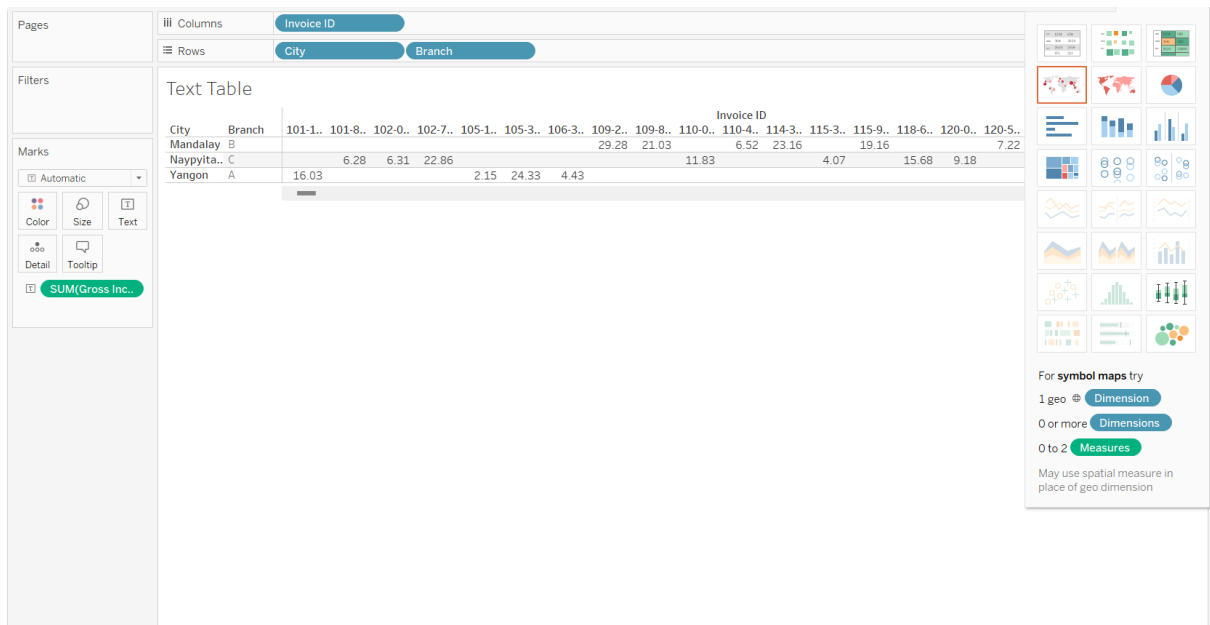 Pages
Columns
Invoice ID
Rows
City
Branch
Filters
Marks
Automatic
Color
Size
Text
Detail
Tooltip
SUM(Gross Inc..
Text Table
Invoice ID
City Branch 101-1.. 101-8.. 102-0.. 102-7.. 105-1.. 105-3.. 106-3.. 109-2.. 109-8.. 110-0.. 110-4.. 114-3.. 115-3.. 115-9.. 118-6.. 120-0.. 120-5..
Mandalay B 29.28 21.03 6.52 23.16 19.16 7.22
Naypyita.. C 6.28 6.31 22.86 11.83 4.07 15.68 9.18
Yangon A 16.03 2.15 24.33 4.43
For symbol maps try
1 geo Dimension
0 or more Dimensions
0 to 2 Measures
May use spatial measure in
place of geo dimension